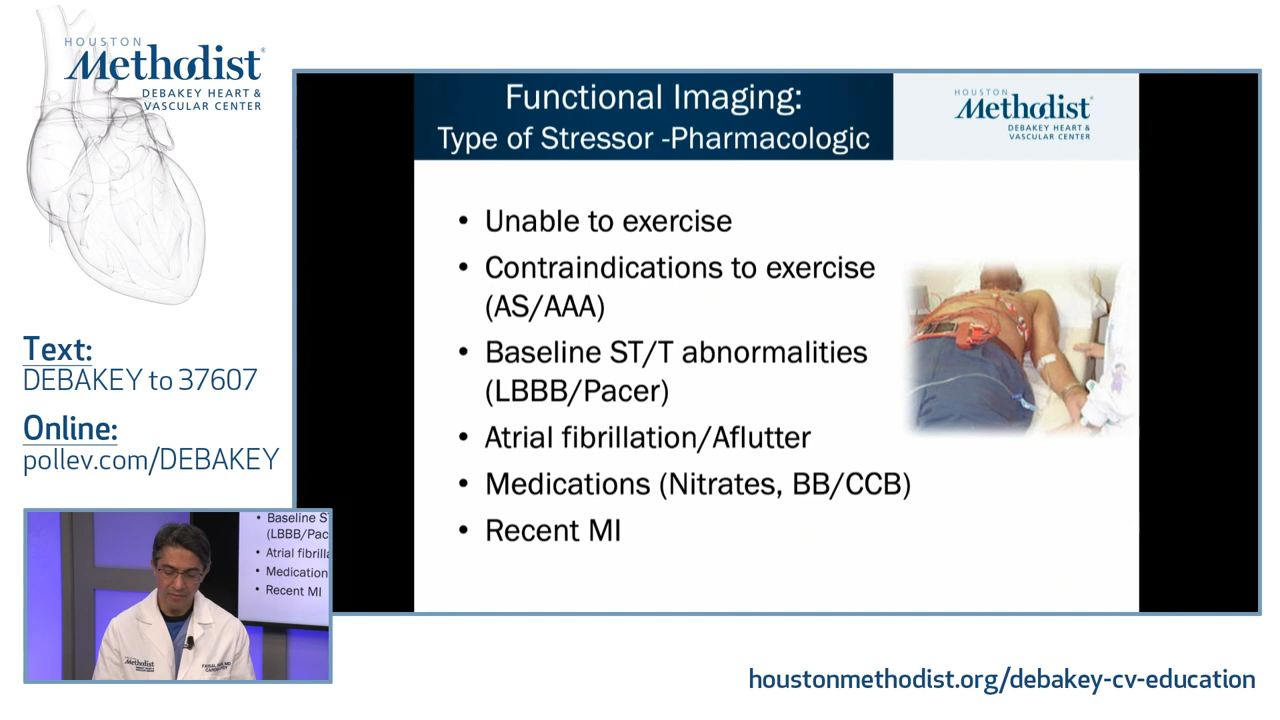 HOUSTON
Methodist
DEBAKEY HEART &
VASCULAR CENTER
Text:
DEBAKEY to 37607
Online:
pollev.com/DEBAKEY
Functional Imaging:
Type of Stressor -Pharmacologic
HOUSTON
Methodist
DEBAKEY HEART &
VASCULAR CENTER
• Unable to exercise
• Contraindications to exercise
(AS/AAA)
• Baseline ST/T abnormalities
(LBBB/Pacer)
• Atrial fibrillation/Aflutter
• Medications (Nitrates, BB/CCB)
• Recent MI
• Baseline S
(LBBB/Pac
• Atrial fibrilla
• Medication
• Recent MI
Methodist
houstonmethodist.org/debakey-cv-education